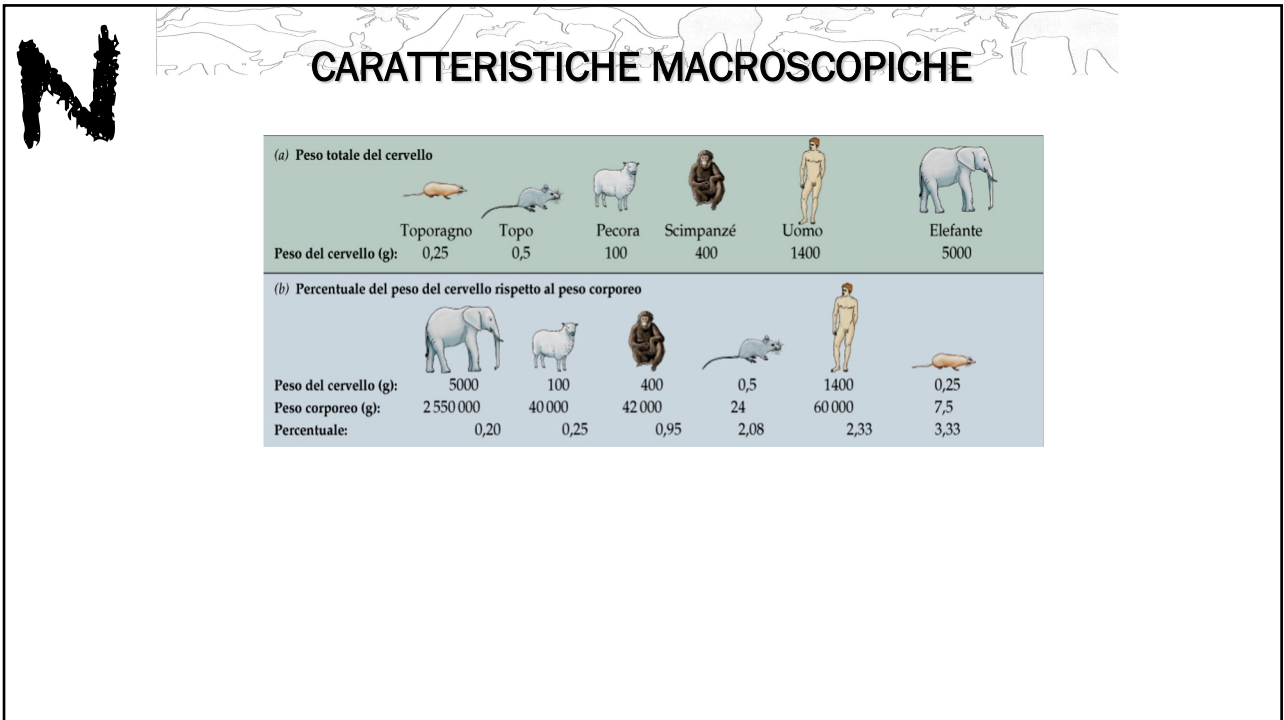 N
CARATTERISTICHE MACROSCOPICHE
(a) Peso totale del cervello
Toporagno Topo Pecora Scimpanzé Uomo Elefante
Peso del cervello (g): 0,25 0,5 100 400 1400 5000
(b) Percentuale del peso del cervello rispetto al peso corporeo
Peso del cervello (g): 5000 100 400 0,5 1400 0,25
Peso corporeo (g): 2 550 000 40 000 42 000 24 60 000 7,5
Percentuale: 0,20 0,25 0,95 2,08 2,33 3,33